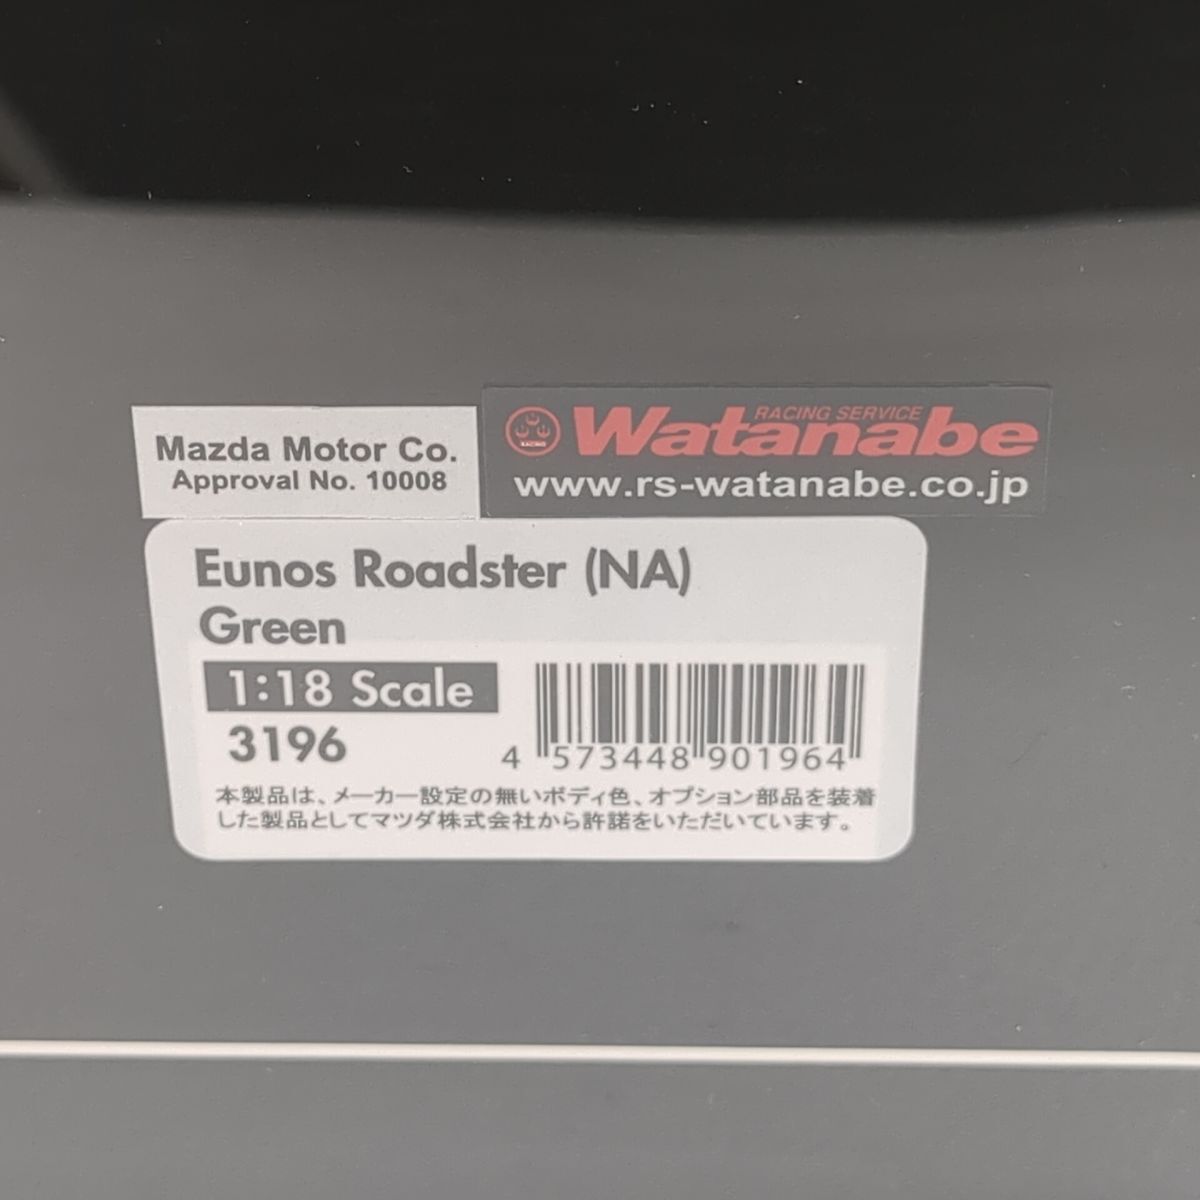 Mazda Motor Co.
Approval No. 10008
RACING SERVICE
Watanabe
RACING
www.rs-watanabe.co.jp
Eunos Roadster (NA)
Green
1:18 Scale
3196
4 573448 901964
本製品は、メーカー設定の無いボディ色、オプション部品を装着
した製品としてマツダ株式会社から許諾をいただいています。